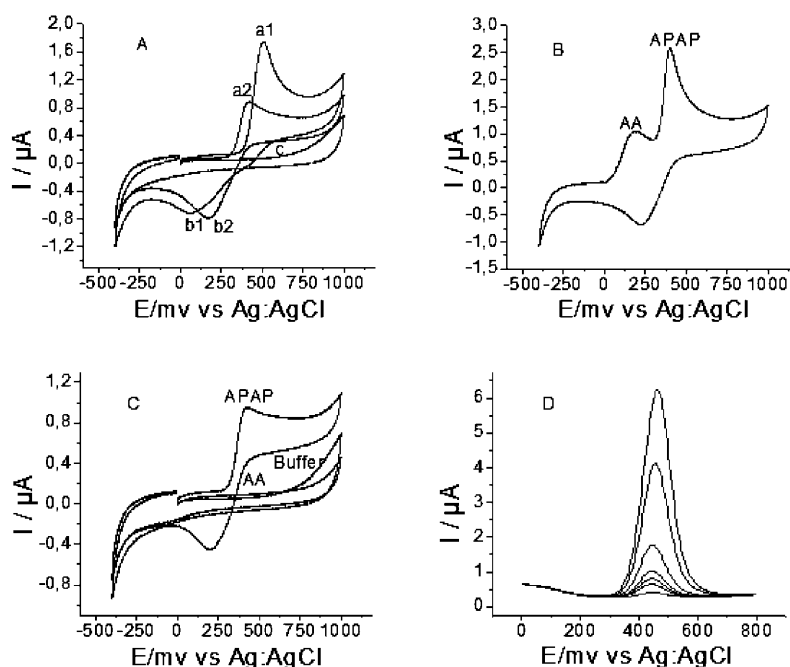 A
a1
a2
b1
b2
c
2,0
1,6
1,2
0,8
0,4
0,0
-0,4
-0,8
-1,2
I / µA
-500 -250 0 250 500 750 1000
E/mv vs Ag:AgCl
B
AA
APAP
3,0
2,5
2,0
1,5
1,0
0,5
0,0
-0,5
-1,0
-1,5
I / µA
-500 -250 0 250 500 750 1000
E/mv vs Ag:AgCl
C
APAP
Buffer
AA
1,2
0,8
0,4
0,0
-0,4
-0,8
I / µA
-500 -250 0 250 500 750 1000
E/mv vs Ag:AgCl
D
6
5
4
3
2
1
0
I / µA
0 200 400 600 800
E/mv vs Ag:AgCl